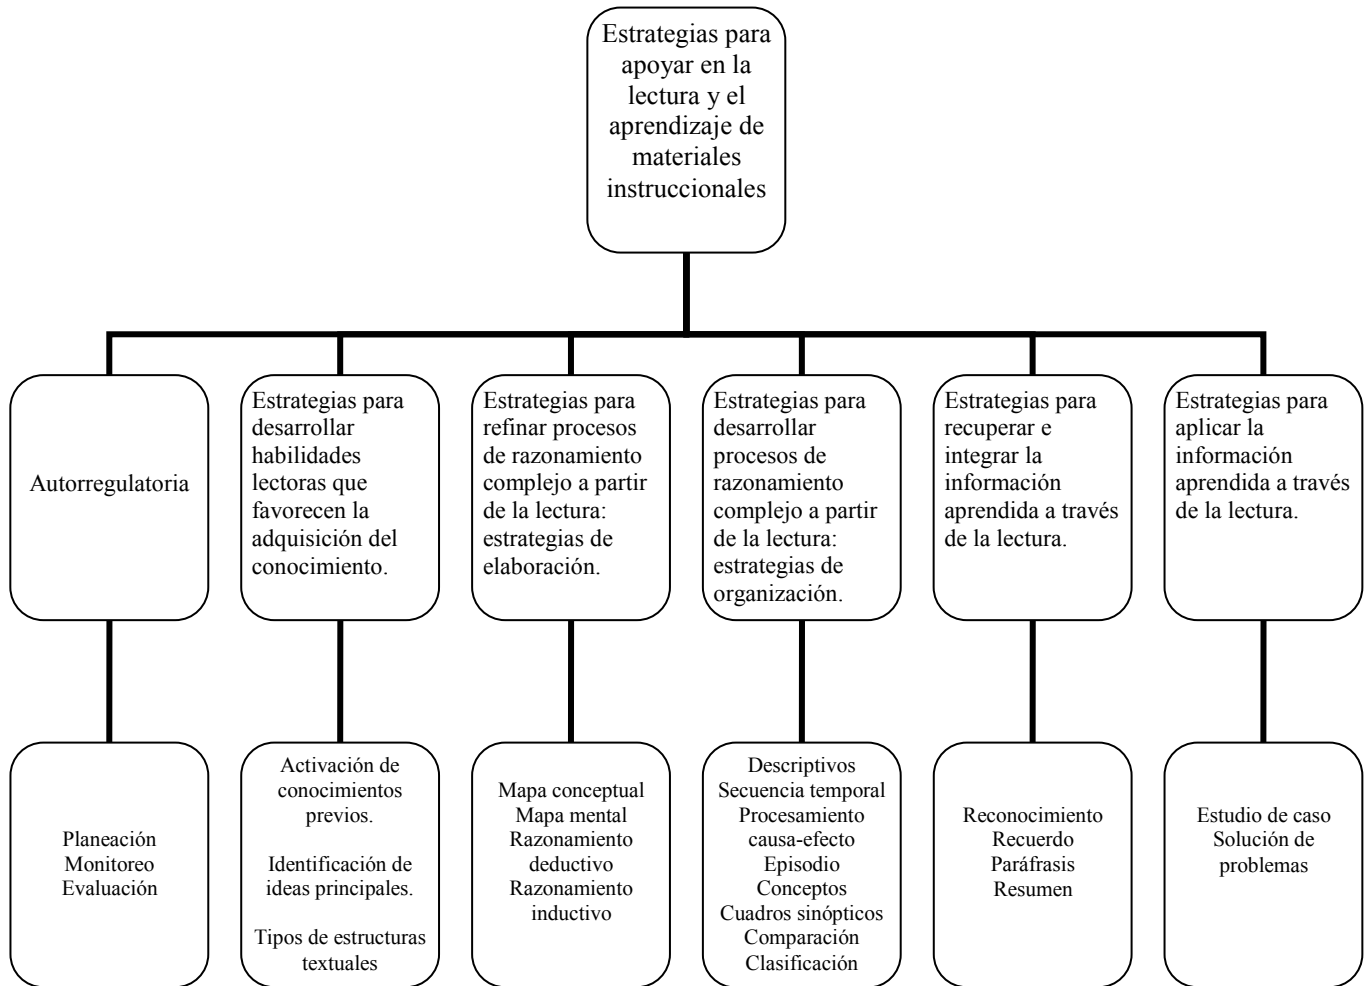 Estrategias para
apoyar en la
lectura y el
aprendizaje de
materiales
instruccionales
Autorregulatoria
Estrategias para
desarrollar
habilidades
lectoras que
favorecen la
adquisición del
conocimiento.
Estrategias para
refinar procesos
de razonamiento
complejo a partir
de la lectura:
estrategias de
elaboración.
Estrategias para
desarrollar
procesos de
razonamiento
complejo a partir
de la lectura:
estrategias de
organización.
Estrategias para
recuperar e
integrar la
información
aprendida a través
de la lectura.
Estrategias para
aplicar la
información
aprendida a través
de la lectura.
Planeación
Monitoreo
Evaluación
Activación de
conocimientos
previos.
Identificación de
ideas principales.
Tipos de estructuras
textuales
Mapa conceptual
Mapa mental
Razonamiento
deductivo
Razonamiento
inductivo
Descriptivos
Secuencia temporal
Procesamiento
causa-efecto
Episodio
Conceptos
Cuadros sinópticos
Comparación
Clasificación
Reconocimiento
Recuerdo
Paráfrasis
Resumen
Estudio de caso
Solución de
problemas